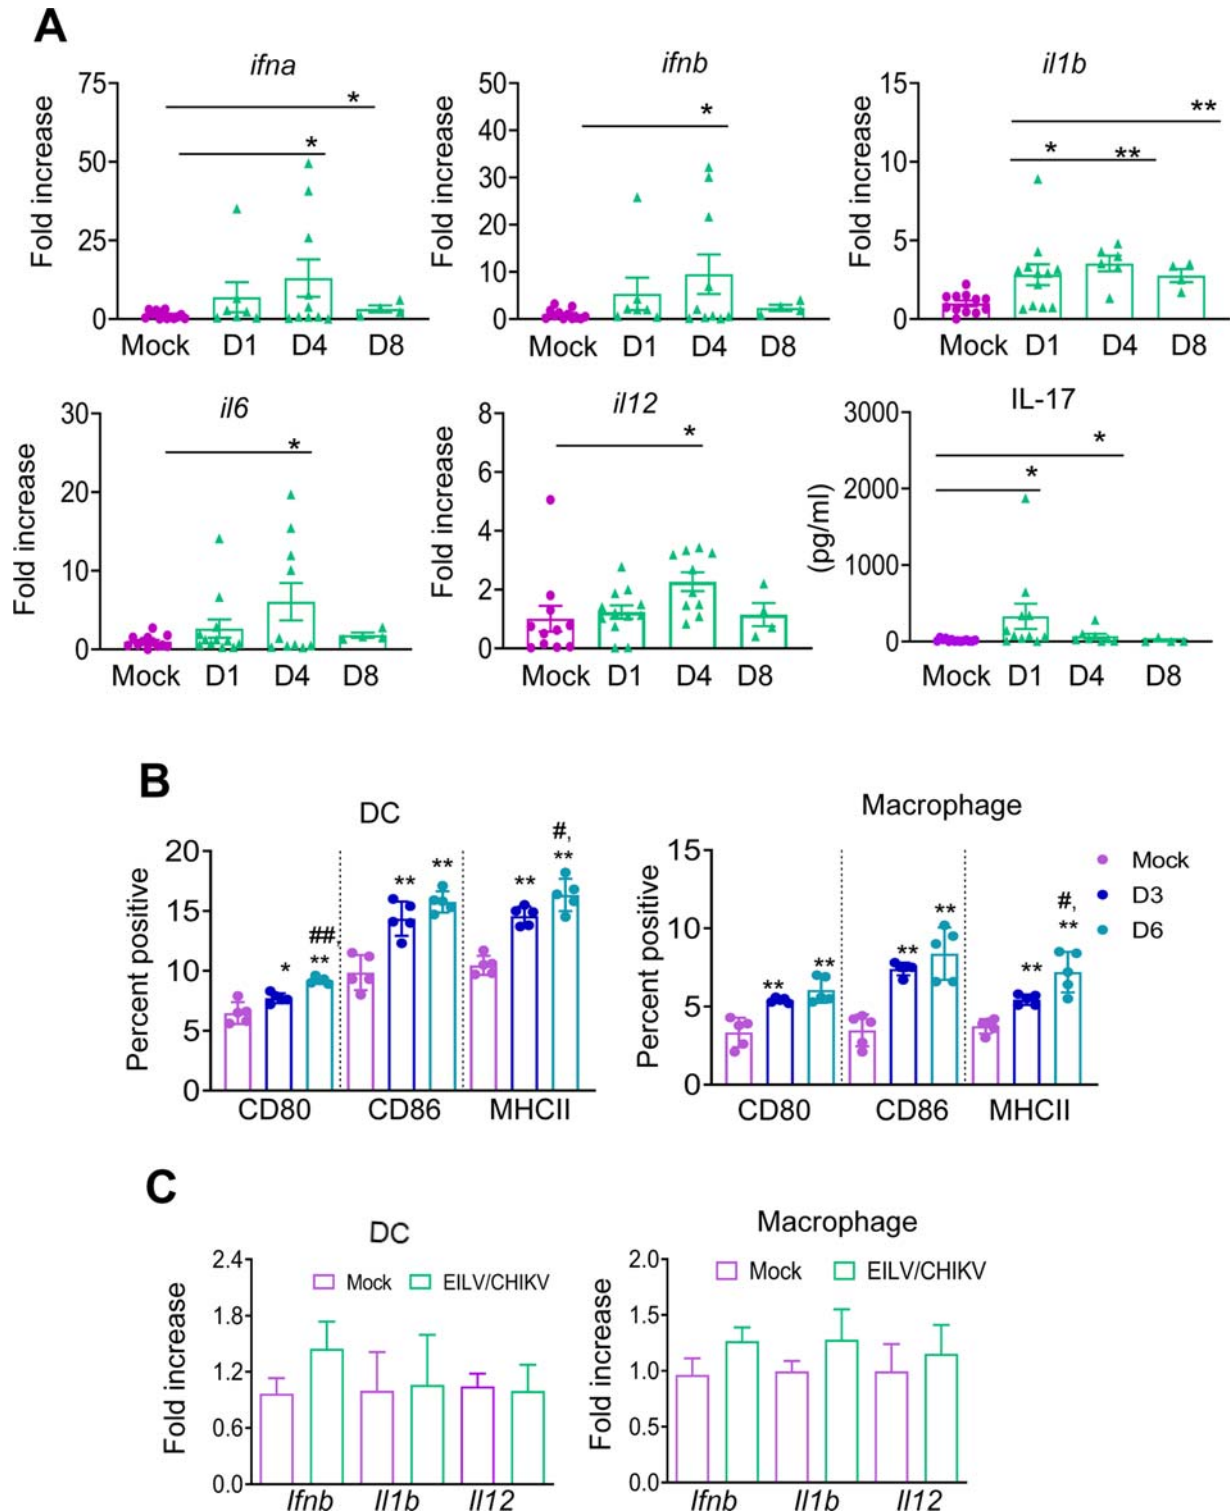 A
ifna
75
50
25
0
Fold increase
*
*
Mock D1 D4 D8
ifnb
50
40
30
20
10
0
Fold increase
*
Mock D1 D4 D8
il1b
15
10
5
0
Fold increase
**
* **
Mock D1 D4 D8
il6
30
20
10
0
Fold increase
*
Mock D1 D4 D8
il12
8
6
4
2
0
Fold increase
*
Mock D1 D4 D8
IL-17
3000
2000
1000
0
(pg/ml)
*
*
Mock D1 D4 D8
B
DC
20
15
10
5
0
Percent positive
* ##, **
** **
** #, **
CD80 CD86 MHCII
Macrophage
15
10
5
0
Percent positive
** **
** **
** #, **
CD80 CD86 MHCII
Mock
D3
D6
C
DC
2.4
1.8
1.2
0.6
0.0
Fold increase
Mock EILV/CHIKV
Ifnb Il1b Il12
Macrophage
2.0
1.5
1.0
0.5
0.0
Fold increase
Mock EILV/CHIKV
Ifnb Il1b Il12